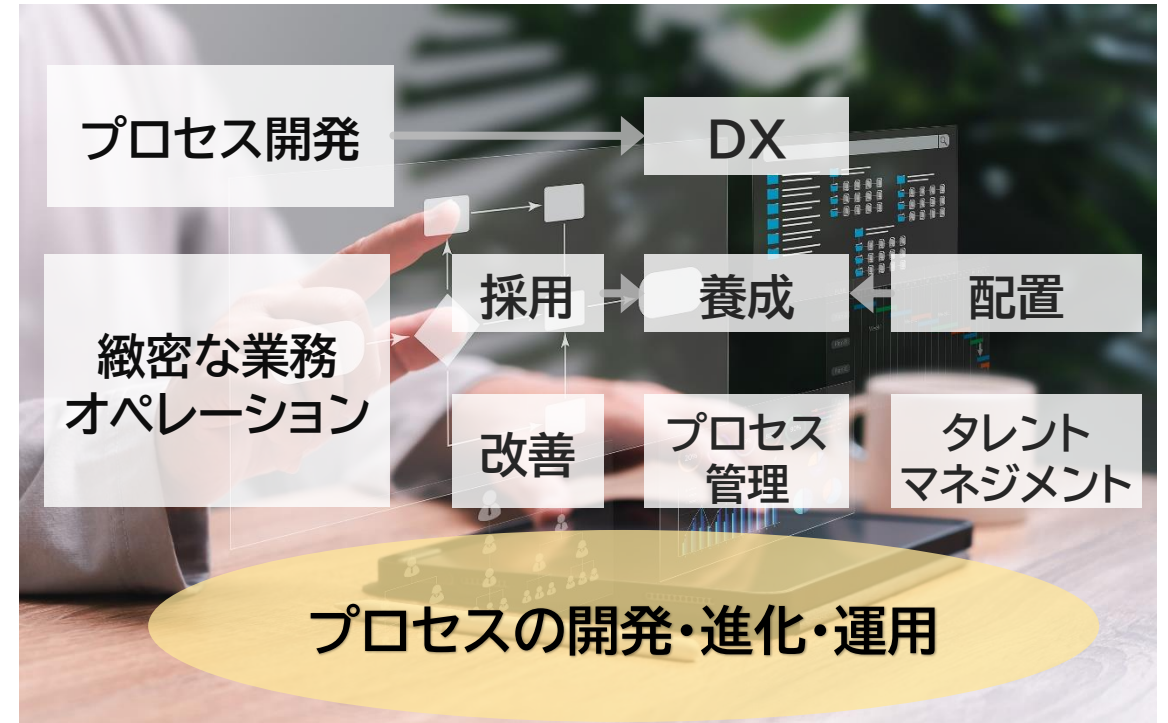 プロセス開発
DX
緻密な業務
オペレーション
採用
養成
配置
改善
プロセス
管理
タレント
マネジメント
プロセスの開発・進化・運用